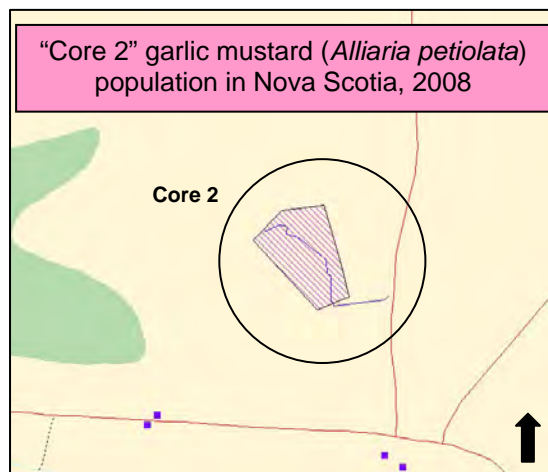 “Core 2” garlic mustard (Alliaria petiolata)
population in Nova Scotia, 2008
Core 2